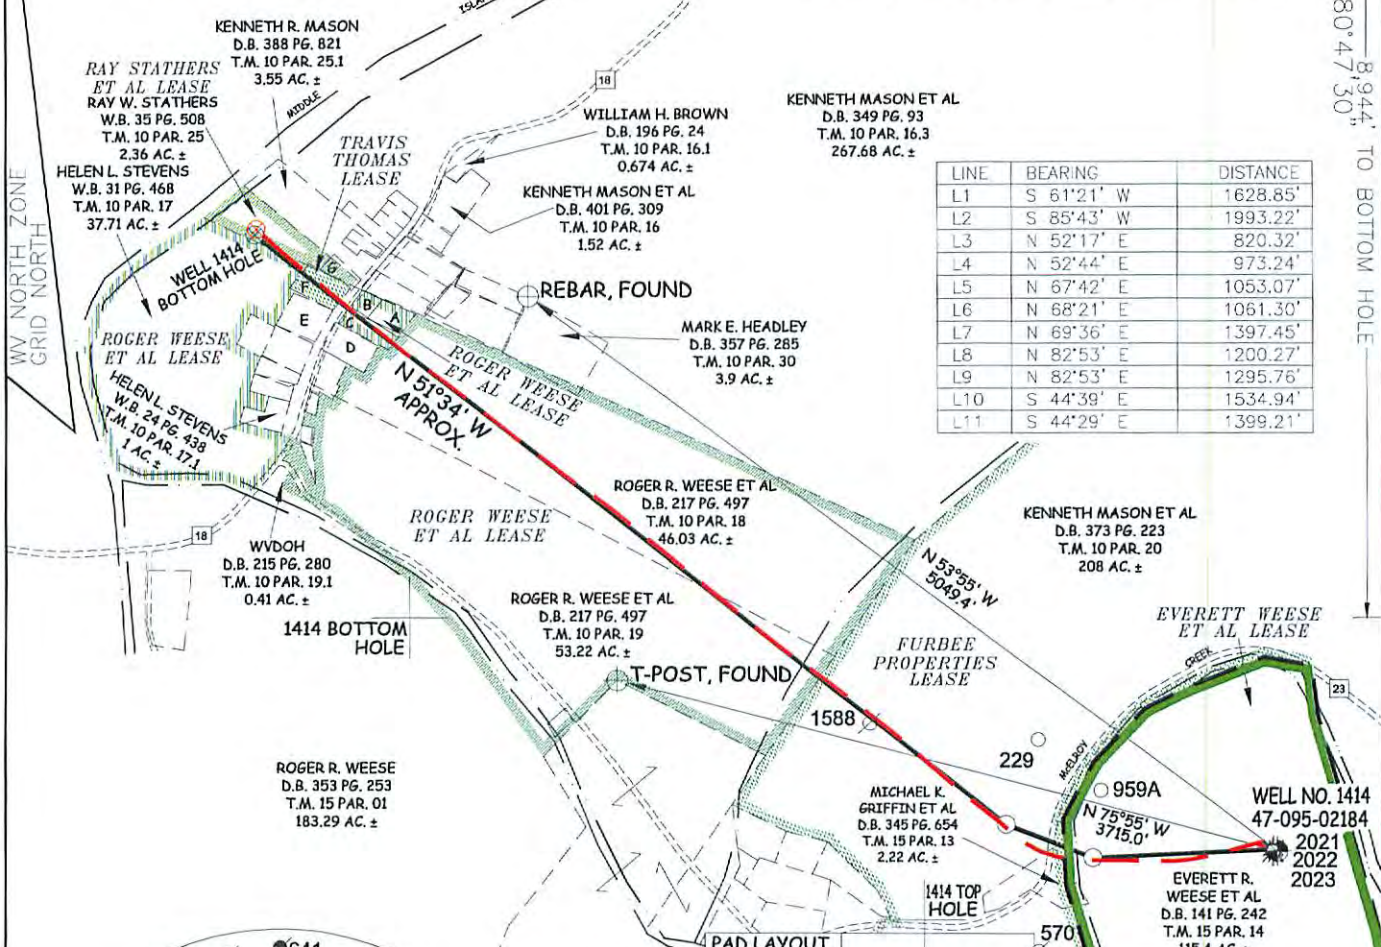 KENNETH R. MASON
D.B. 388 PG. 821
T.M. 10 PAR. 25.1
3.55 AC. ±
RAY STATHERS
ET AL LEASE
RAY W. STATHERS
W.B. 35 PG. 508
T.M. 10 PAR. 25
2.36 AC. ±
HELEN L. STEVENS
W.B. 31 PG. 468
T.M. 10 PAR. 17
37.71 AC. ±
WV NORTH ZONE
GRID NORTH
MIDDLE
TRAVIS
THOMAS
LEASE
18
WILLIAM H. BROWN
D.B. 196 PG. 24
T.M. 10 PAR. 16.1
0.674 AC. ±
KENNETH MASON ET AL
D.B. 401 PG. 309
T.M. 10 PAR. 16
1.52 AC. ±
KENNETH MASON ET AL
D.B. 349 PG. 93
T.M. 10 PAR. 16.3
267.68 AC. ±
8,944' TO BOTTOM HOLE
80°47'30"
LINE BEARING DISTANCE
L1 S 61°21' W 1628.85'
L2 S 85°43' W 1993.22'
L3 N 52°17' E 820.32'
L4 N 52°44' E 973.24'
L5 N 67°42' E 1053.07'
L6 N 68°21' E 1061.30'
L7 N 69°36' E 1397.45'
L8 N 82°53' E 1200.27'
L9 N 82°53' E 1295.76'
L10 S 44°39' E 1534.94'
L11 S 44°29' E 1399.21'
WELL 1414
BOTTOM HOLE
G
F
E
B
A
C
D
REBAR, FOUND
MARK E. HEADLEY
D.B. 357 PG. 285
T.M. 10 PAR. 30
3.9 AC. ±
ROGER WEESE
ET AL LEASE
ROGER WEESE
ET AL LEASE
N 51°34' W
APPROX.
HELEN L. STEVENS
W.B. 24 PG. 438
T.M. 10 PAR. 17.1
1 AC. ±
ROGER R. WEESE ET AL
D.B. 217 PG. 497
T.M. 10 PAR. 18
46.03 AC. ±
ROGER WEESE
ET AL LEASE
18
WVDOH
D.B. 215 PG. 280
T.M. 10 PAR. 19.1
0.41 AC. ±
1414 BOTTOM
HOLE
ROGER R. WEESE ET AL
D.B. 217 PG. 497
T.M. 10 PAR. 19
53.22 AC. ±
T-POST, FOUND
N 53°55' W
5049.4'
KENNETH MASON ET AL
D.B. 373 PG. 223
T.M. 10 PAR. 20
208 AC. ±
FURBEE
PROPERTIES
LEASE
EVERETT WEESE
ET AL LEASE
CREEK
23
1588
229
McELROY
959A
N 75°55' W
3715.0'
WELL NO. 1414
47-095-02184
2021
2022
2023
ROGER R. WEESE
D.B. 353 PG. 253
T.M. 15 PAR. 01
183.29 AC. ±
MICHAEL K.
GRIFFIN ET AL
D.B. 345 PG. 654
T.M. 15 PAR. 13
2.22 AC. ±
1414 TOP
HOLE
EVERETT R.
WEESE ET AL
D.B. 141 PG. 242
T.M. 15 PAR. 14
570
PAD LAYOUT